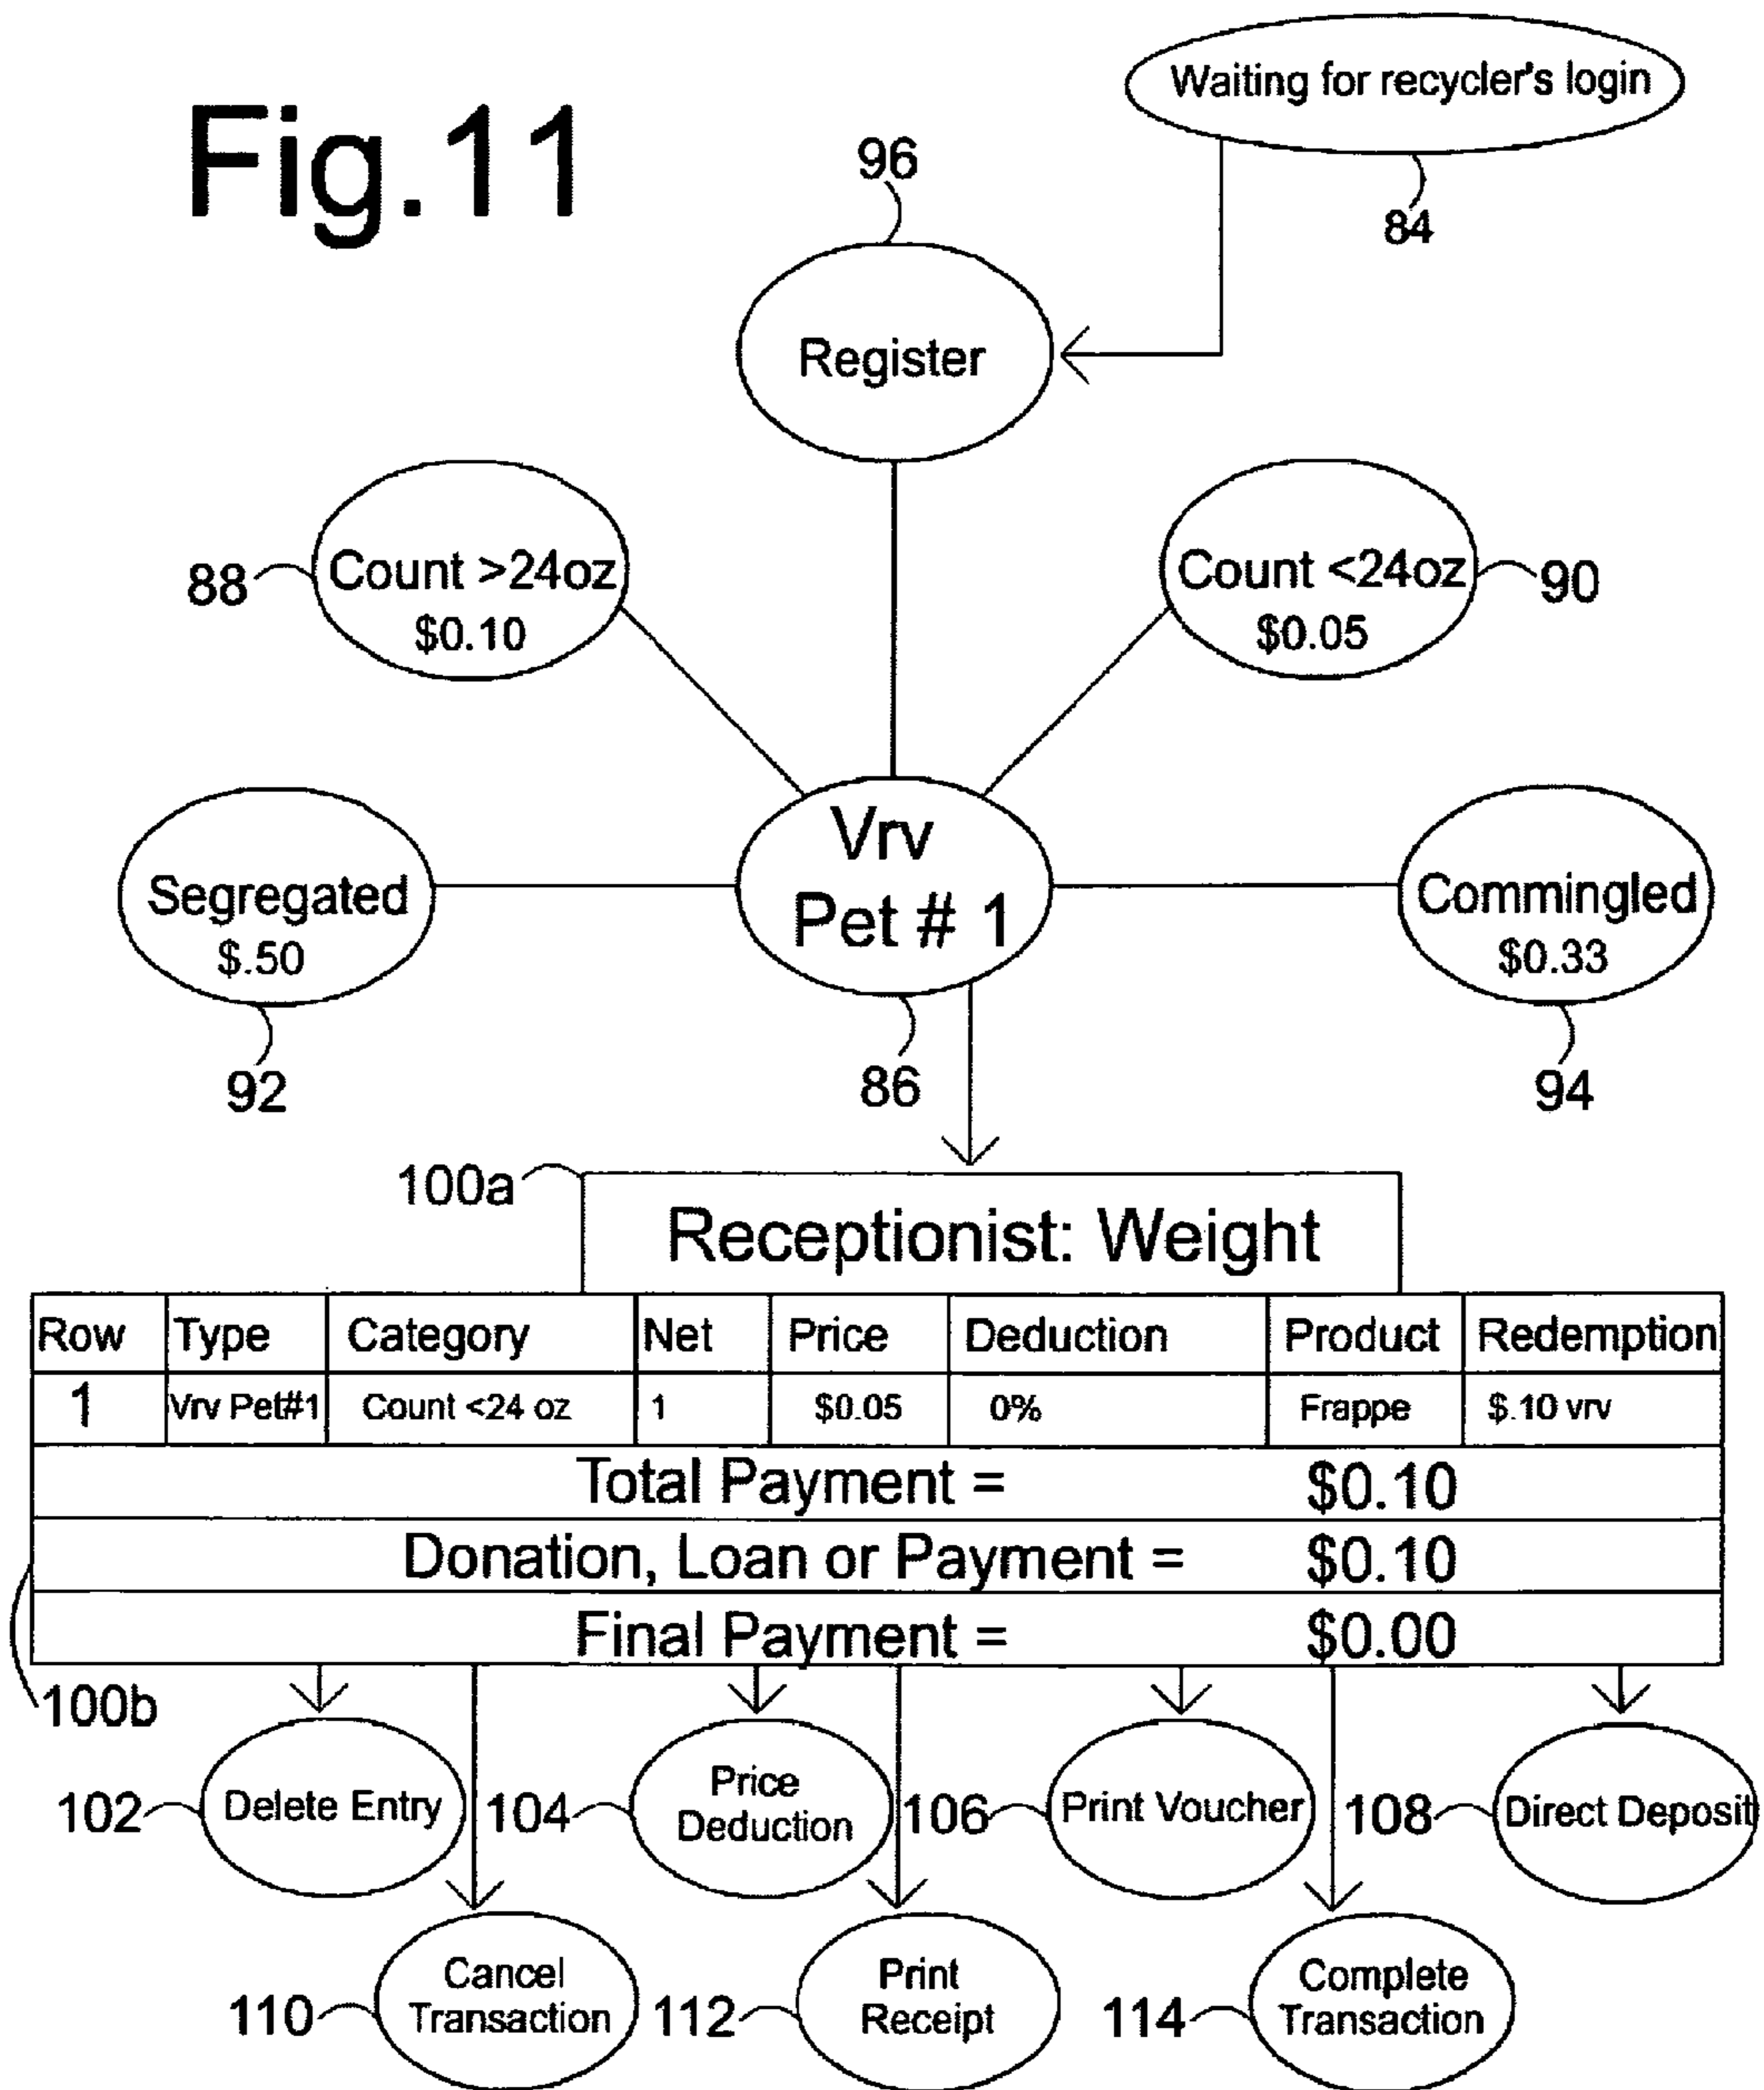 Fig.11
Waiting for recycler's login
84
96
Register
88
Count >24oz
$0.10
Count <24oz
$0.05
90
Vrv
Pet # 1
Segregated
$.50
Commingled
$0.33
92
86
94
100a
Receptionist: Weight
Row Type Category Net Price Deduction Product Redemption
1 Vrv Pet#1 Count <24 oz 1 $0.05 0% Frappe $.10 vrv
Total Payment = $0.10
Donation, Loan or Payment = $0.10
Final Payment = $0.00
100b
102
Delete Entry
104
Price
Deduction
106
Print Voucher
108
Direct Deposit
110
Cancel
Transaction
112
Print
Receipt
114
Complete
Transaction